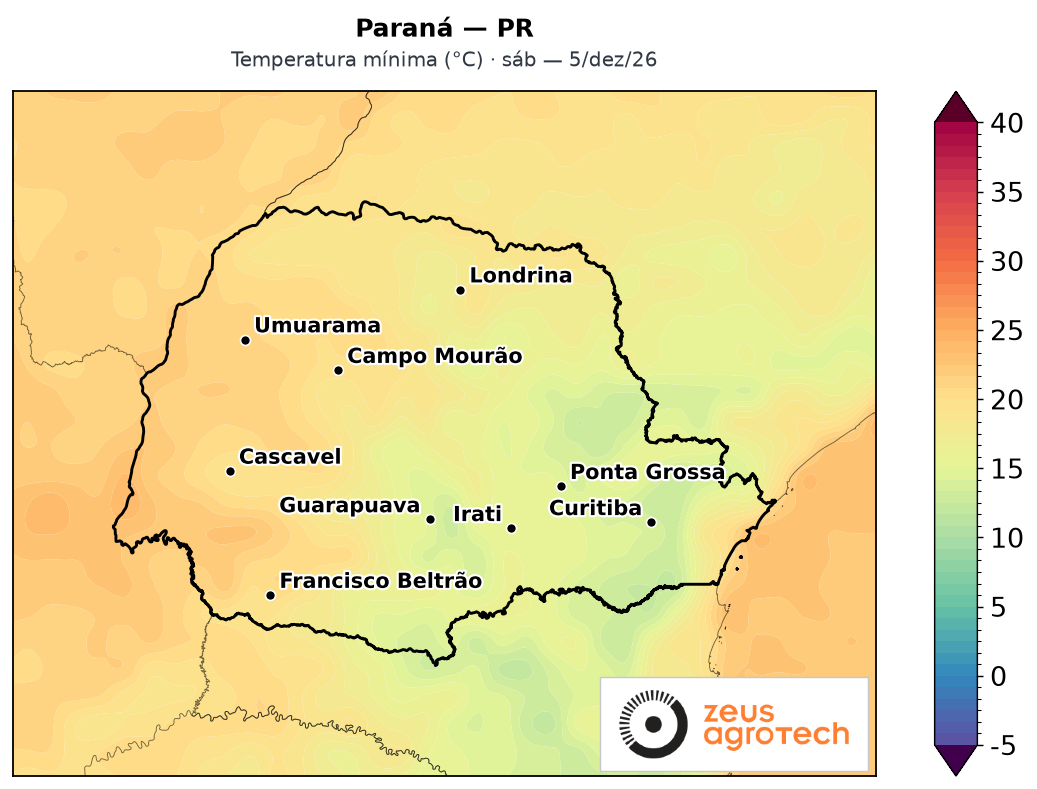 Paraná — PR
Temperatura mínima (°C) · sáb — 5/dez/26
Londrina
Umuarama
Campo Mourão
Cascavel
Ponta Grossa
Guarapuava
Irati
Curitiba
Francisco Beltrão
40
35
30
25
20
15
10
5
0
-5
zeus
agrotech